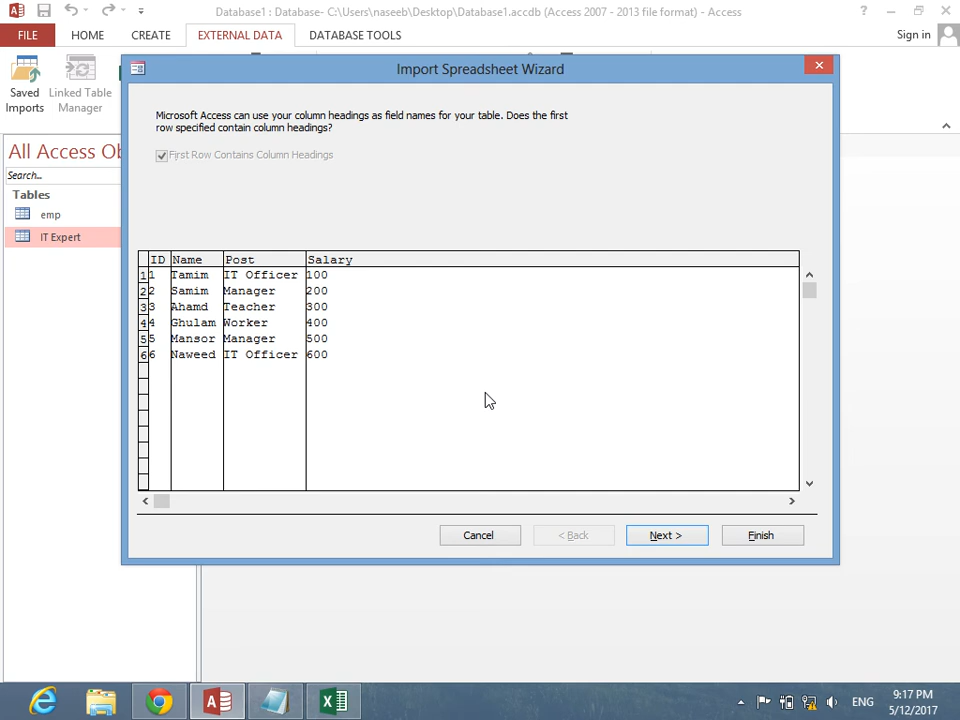 Database1 : Database- C:\Users\naseeb\Desktop\Database1.accdb (Access 2007 - 2013 file format) - Access
FILE HOME CREATE EXTERNAL DATA DATABASE TOOLS Sign in
Saved Imports
Linked Table Manager
All Access Ob
Search...
Tables
emp
IT Expert
Import Spreadsheet Wizard
Microsoft Access can use your column headings as field names for your table. Does the first
row specified contain column headings?
First Row Contains Column Headings
ID Name Post Salary
1 1 Tamim IT Officer 100
2 2 Samim Manager 200
3 3 Ahamd Teacher 300
4 4 Ghulam Worker 400
5 5 Mansor Manager 500
6 6 Naweed IT Officer 600
Cancel < Back Next > Finish
ENG
9:17 PM
5/12/2017